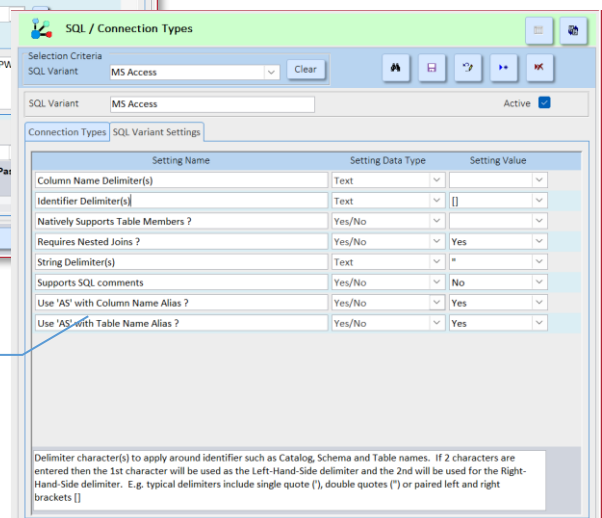 SQL / Connection Types
Selection Criteria
SQL Variant MS Access Clear
SQL Variant MS Access Active
Connection Types SQL Variant Settings
Setting Name Setting Data Type Setting Value
Column Name Delimiter(s) Text
Identifier Delimiter(s) Text []
Natively Supports Table Members ? Yes/No
Requires Nested Joins ? Yes/No Yes
String Delimiter(s) Text "
Supports SQL comments Yes/No No
Use 'AS' with Column Name Alias ? Yes/No Yes
Use 'AS' with Table Name Alias ? Yes/No Yes
Delimiter character(s) to apply around identifier such as Catalog, Schema and Table names. If 2 characters are
entered then the 1st character will be used as the Left-Hand-Side delimiter and the 2nd will be used for the Right-
Hand-Side delimiter. E.g. typical delimiters include single quote ('), double quotes (") or paired left and right
brackets []